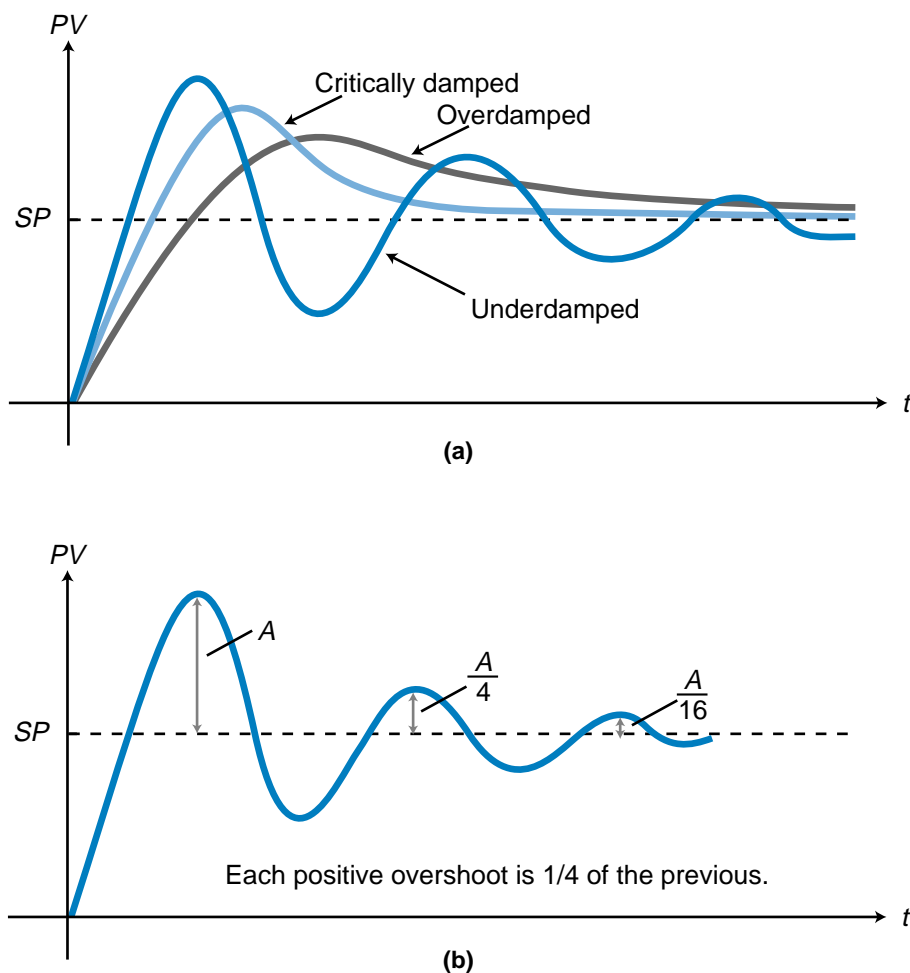 PV
Critically damped
Overdamped
SP
Underdamped
t
(a)
PV
A
A
4
A
16
SP
Each positive overshoot is 1/4 of the previous.
t
(b)